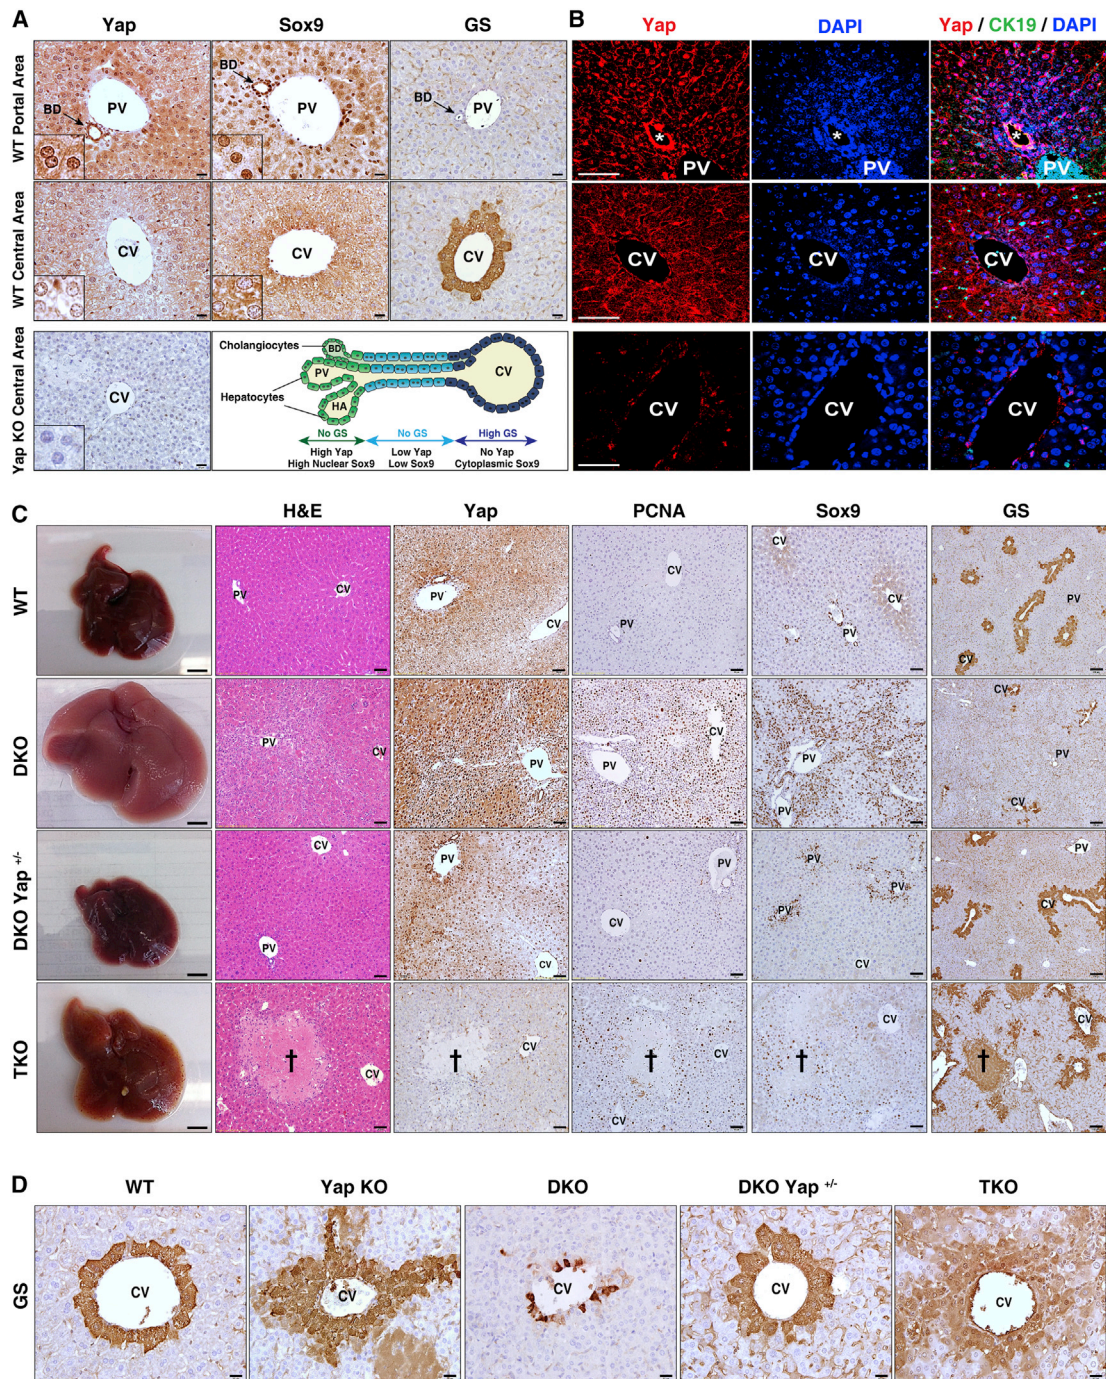 A
Yap
Sox9
GS
WT Portal Area
BD
PV
BD
PV
BD
PV
WT Central Area
CV
CV
CV
Yap KO Central Area
CV
Cholangiocytes
BD
PV
CV
Hepatocytes
HA
No GS
No GS
High GS
High Yap
Low Yap
No Yap
High Nuclear Sox9
Low Sox9
Cytoplasmic Sox9
B
Yap
DAPI
Yap / CK19 / DAPI
*
PV
*
PV
*
PV
CV
CV
CV
CV
CV
CV
C
H&E
Yap
PCNA
Sox9
GS
WT
PV
CV
PV
CV
CV
PV
CV
CV
PV
PV
CV
DKO
PV
CV
PV
PV
CV
PV
PV
CV
PV
CV
DKO Yap +/-
CV
PV
PV
CV
PV
CV
PV
PV
PV
CV
PV
CV
TKO
†
CV
†
CV
†
CV
CV
†
CV
†
CV
D
WT
Yap KO
DKO
DKO Yap +/-
TKO
GS
CV
CV
CV
CV
CV